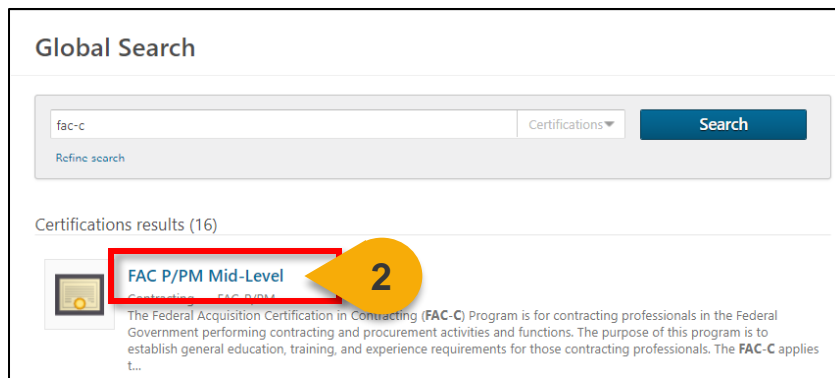 Global Search
fac-c
Certifications
Search
Refine search
Certifications results (16)
FAC P/PM Mid-Level
2
Contracting FAC P/PM
The Federal Acquisition Certification in Contracting (FAC-C) Program is for contracting professionals in the Federal
Government performing contracting and procurement activities and functions. The purpose of this program is to
establish general education, training, and experience requirements for those contracting professionals. The FAC-C applies
t...